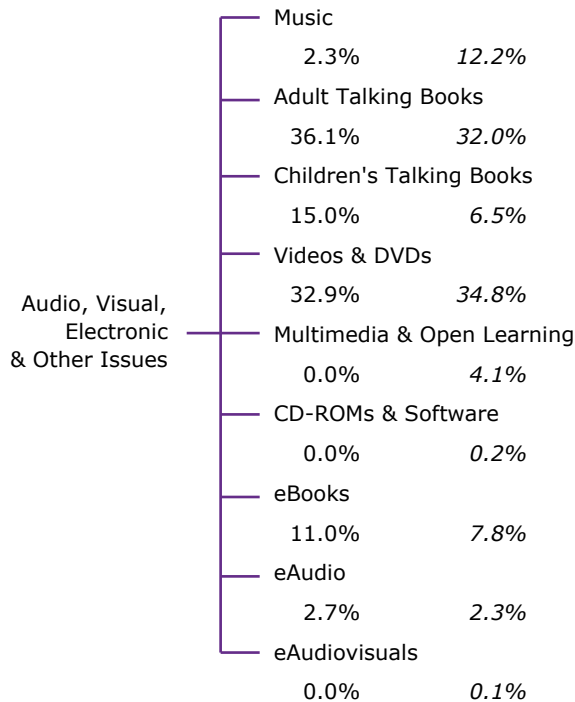 Music
2.3% 12.2%
Adult Talking Books
36.1% 32.0%
Children's Talking Books
15.0% 6.5%
Videos & DVDs
32.9% 34.8%
Audio, Visual,
Electronic
& Other Issues
Multimedia & Open Learning
0.0% 4.1%
CD-ROMs & Software
0.0% 0.2%
eBooks
11.0% 7.8%
eAudio
2.7% 2.3%
eAudiovisuals
0.0% 0.1%